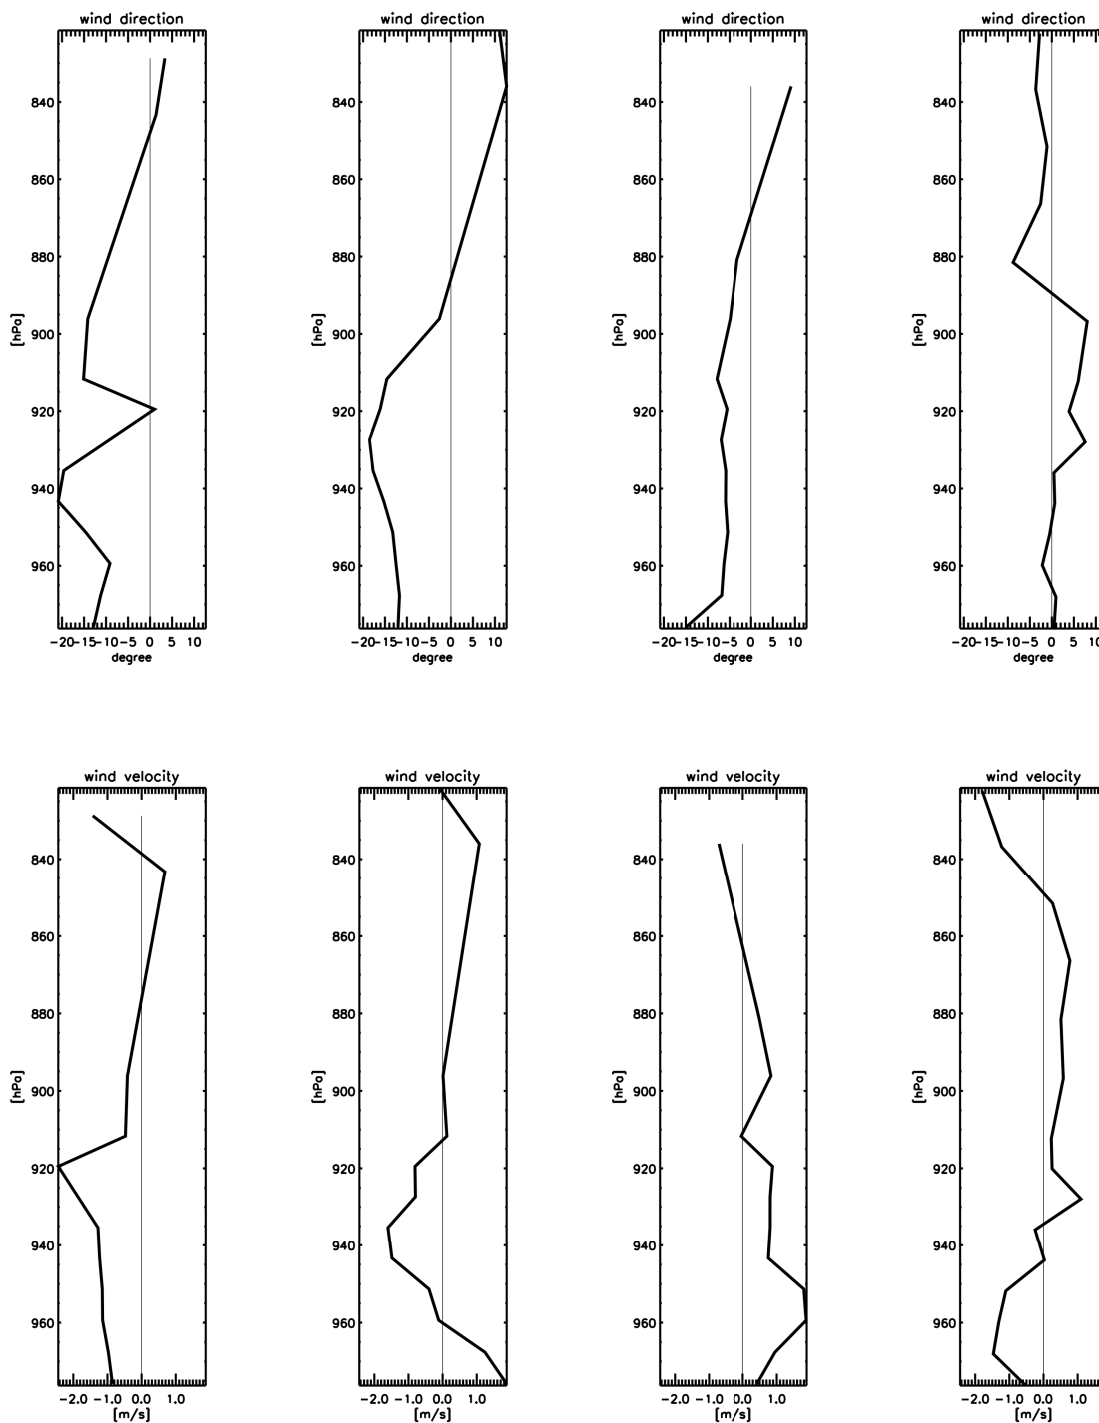 wind direction wind direction wind direction wind direction
840 840 840 840
860 860 860 860
880 880 880 880
[hPa] [hPa] [hPa] [hPa]
900 900 900 900
920 920 920 920
940 940 940 940
960 960 960 960
-20-15-10-5 0 5 10 -20-15-10-5 0 5 10 -20-15-10-5 0 5 10 -20-15-10-5 0 5 10
degree degree degree degree
wind velocity wind velocity wind velocity wind velocity
840 840 840 840
860 860 860 860
880 880 880 880
[hPa] [hPa] [hPa] [hPa]
900 900 900 900
920 920 920 920
940 940 940 940
960 960 960 960
-2.0 -1.0 0.0 1.0 -2.0 -1.0 0.0 1.0 -2.0 -1.0 0.0 1.0 -2.0 -1.0 0.0 1.0
[m/s] [m/s] [m/s] [m/s]